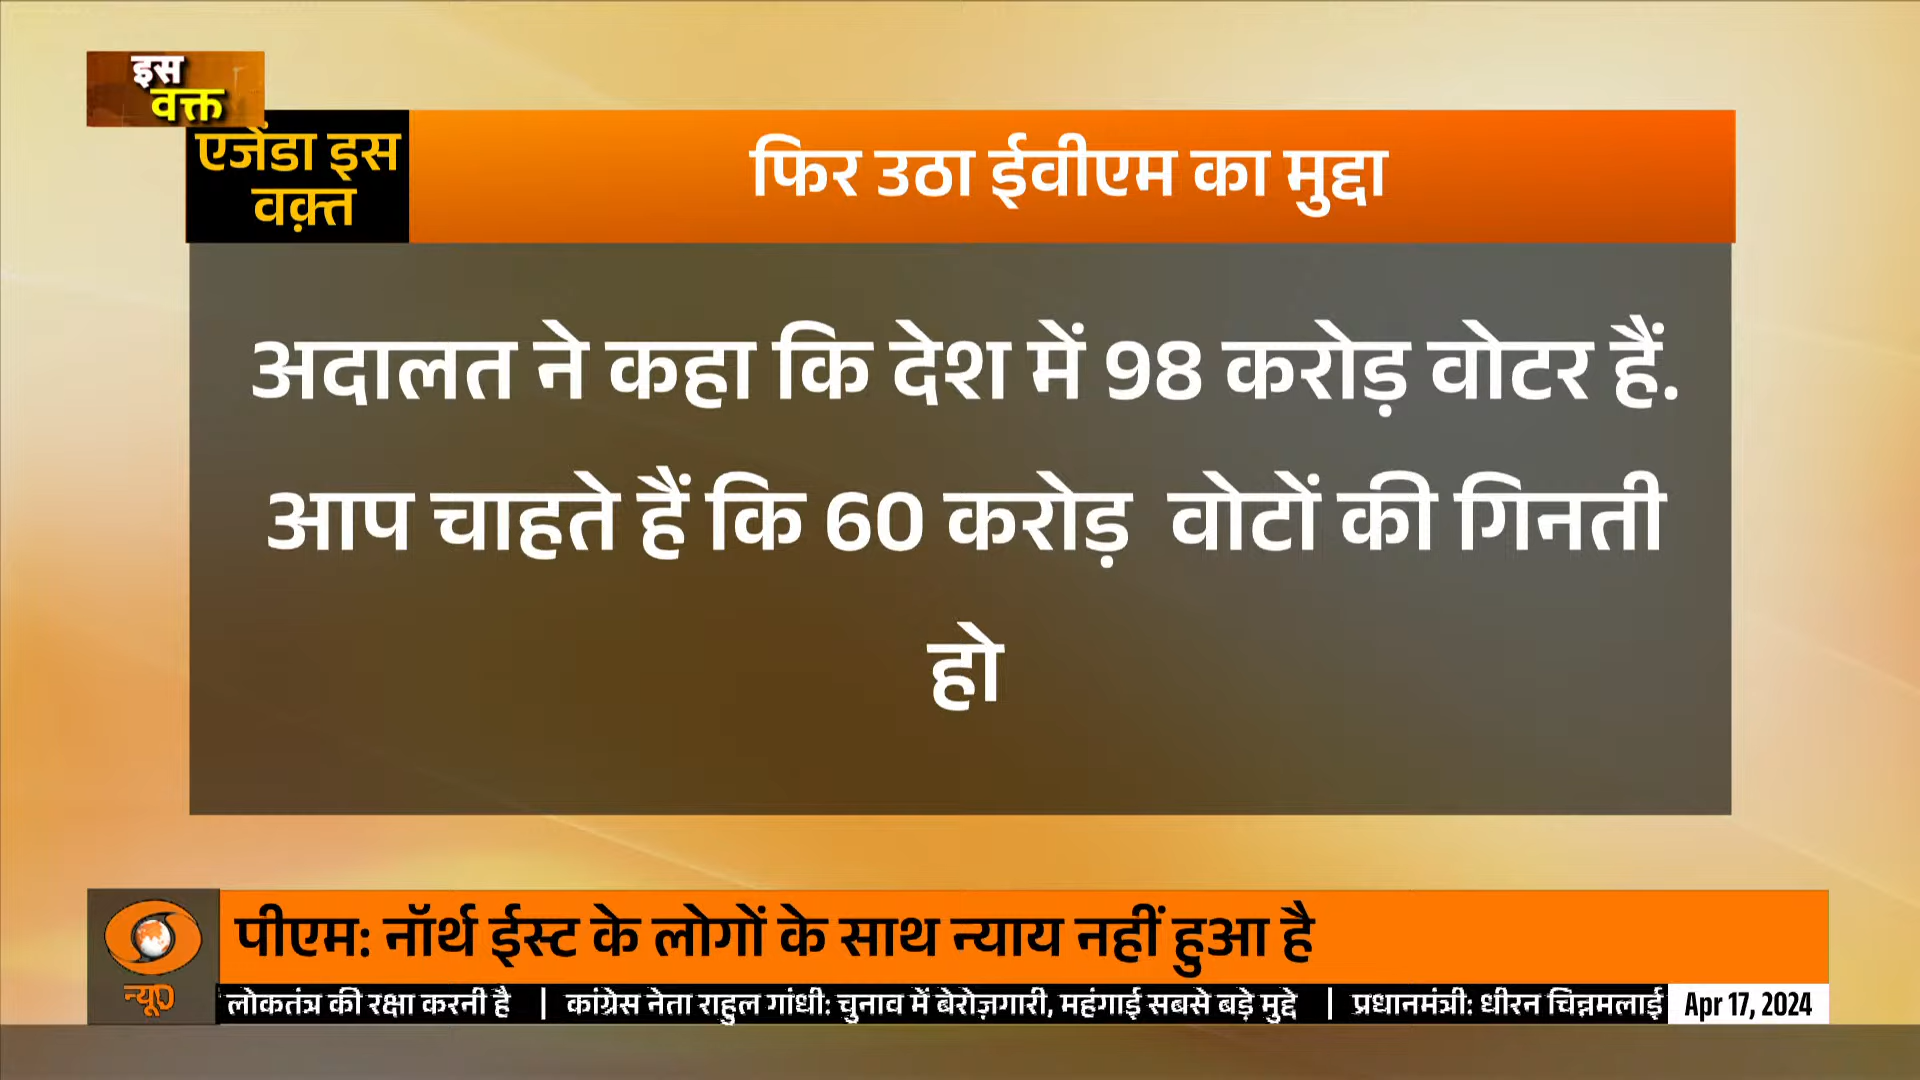 इस
वक्त
एजेंडा इस
वक़्त
फिर उठा ईवीएम का मुद्दा
अदालत ने कहा कि देश में 98 करोड़ वोटर हैं.
आप चाहते हैं कि 60 करोड़ वोटों की गिनती
हो
पीएम: नॉर्थ ईस्ट के लोगों के साथ न्याय नहीं हुआ है
न्यूज़
लोकतंत्र की रक्षा करनी है | कांग्रेस नेता राहुल गांधी: चुनाव में बेरोज़गारी, महंगाई सबसे बड़े मुद्दे | प्रधानमंत्री: धीरन चिन्नमलाई
Apr 17, 2024